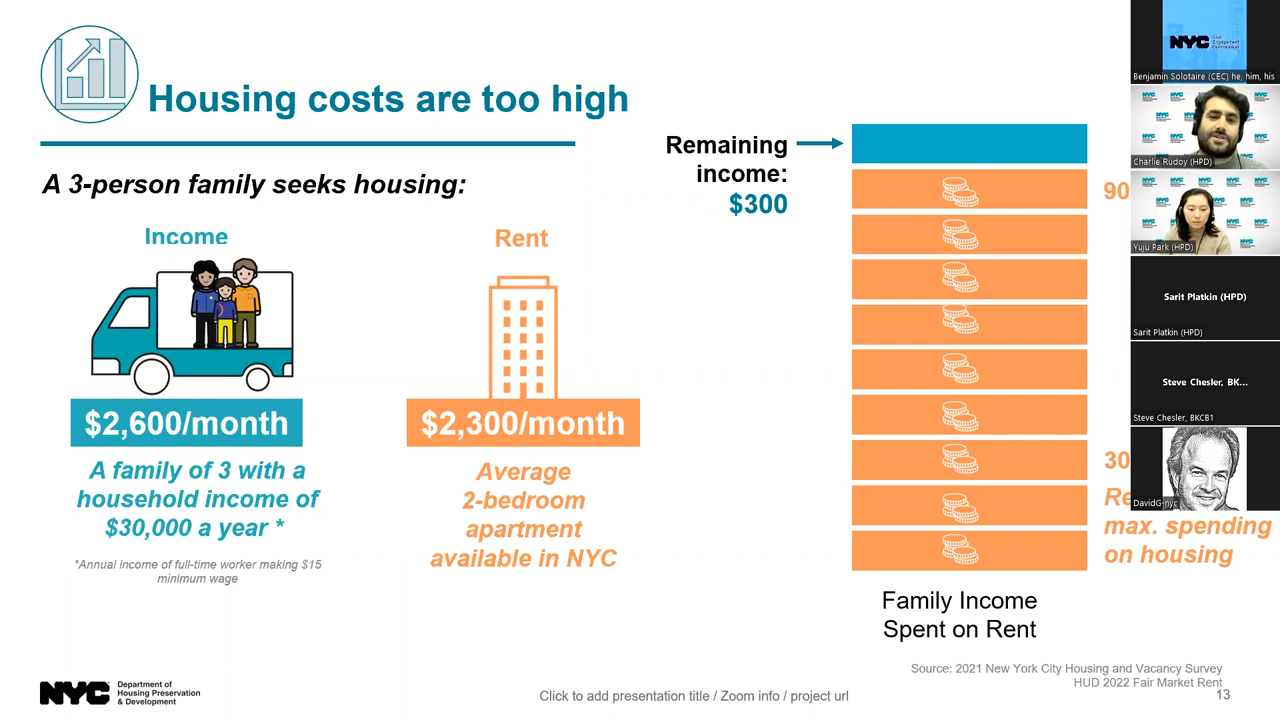 Housing costs are too high
A 3-person family seeks housing:
Income
$2,600/month
A family of 3 with a
household income of
$30,000 a year *
*Annual income of full-time worker making $15
minimum wage
Rent
$2,300/month
Average
2-bedroom
apartment
available in NYC
Remaining
income:
$300
90
30
Re
max. spending
on housing
Family Income
Spent on Rent
Source: 2021 New York City Housing and Vacancy Survey
HUD 2022 Fair Market Rent
13
NYC
Department of
Housing Preservation
& Development
Click to add presentation title / Zoom info / project url
NYC
Civic
Engagement
Commission
Benjamin Solotaire (CEC) he, him, his
Charlie Rudoy (HPD)
Yuju Park (HPD)
Sarit Platkin (HPD)
Sarit Platkin (HPD)
Steve Chesler, BK...
Steve Chesler, BKCB1
DavidG-nyc